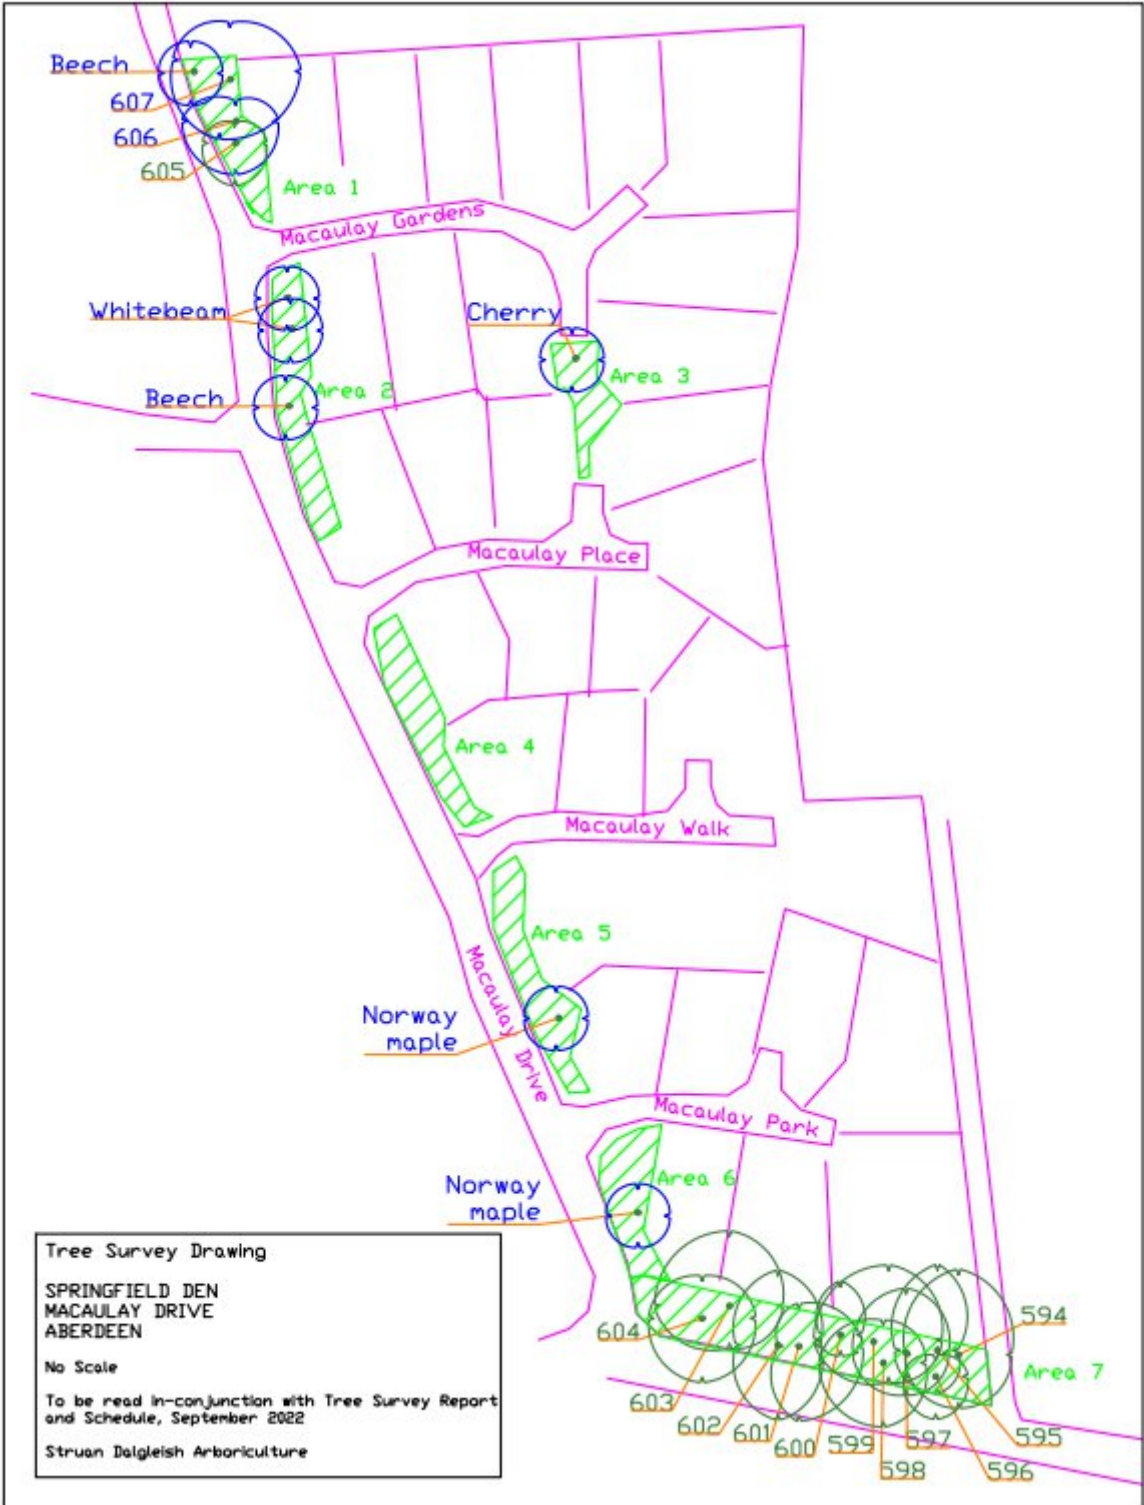 Beech
607
606
605
Area 1
Macaulay Gardens
Whitebeam
Cherry
Area 3
Beech
Area 2
Macaulay Place
Area 4
Macaulay Walk
Area 5
Macaulay Drive
Norway
maple
Macaulay Park
Area 6
Norway
maple
594
604
Area 7
603
602
601
600
599
598
597
596
595
Tree Survey Drawing
SPRINGFIELD DEN
MACAULAY DRIVE
ABERDEEN
No Scale
To be read in-conjunction with Tree Survey Report
and Schedule, September 2022
Struan Dalgleish Arboriculture